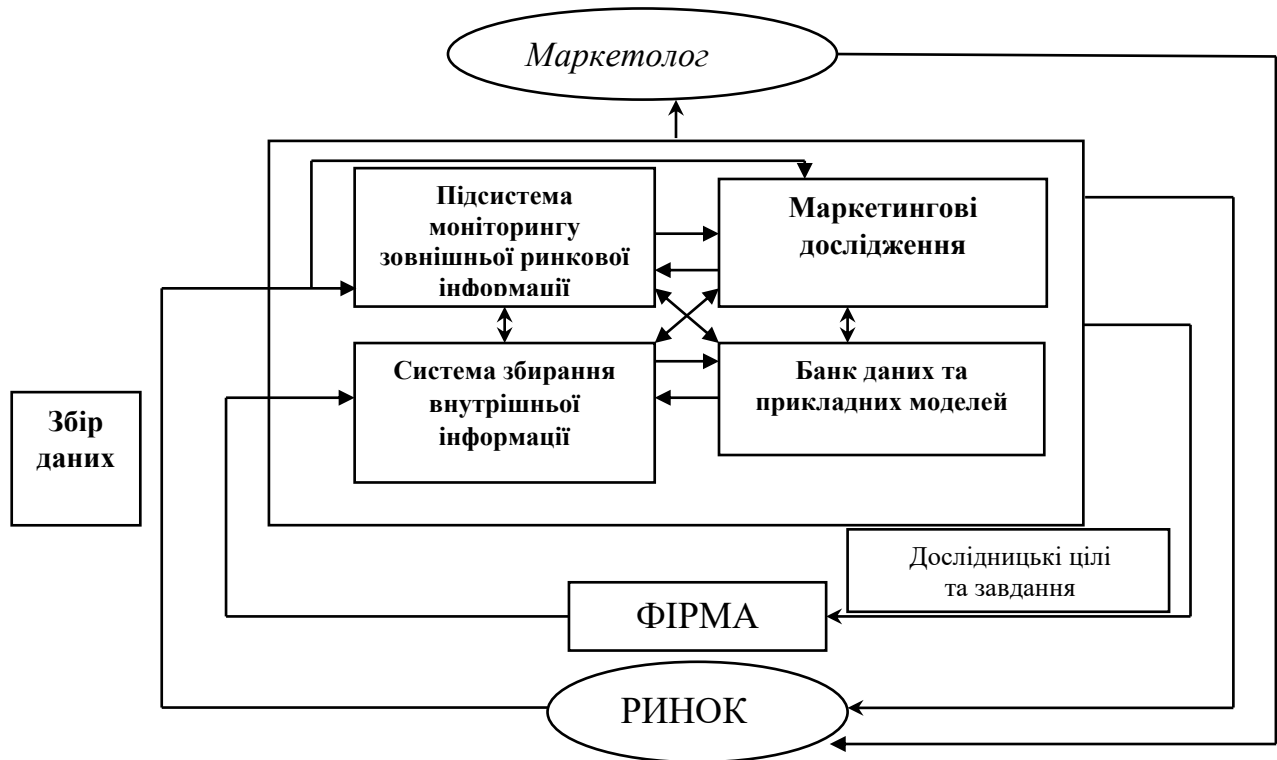 Маркетолог
Підсистема
моніторингу
зовнішньої ринкової
інформації
Маркетингові
дослідження
Система збирання
внутрішньої
інформації
Банк даних та
прикладних моделей
Збір
даних
Дослідницькі цілі
та завдання
ФІРМА
РИНОК